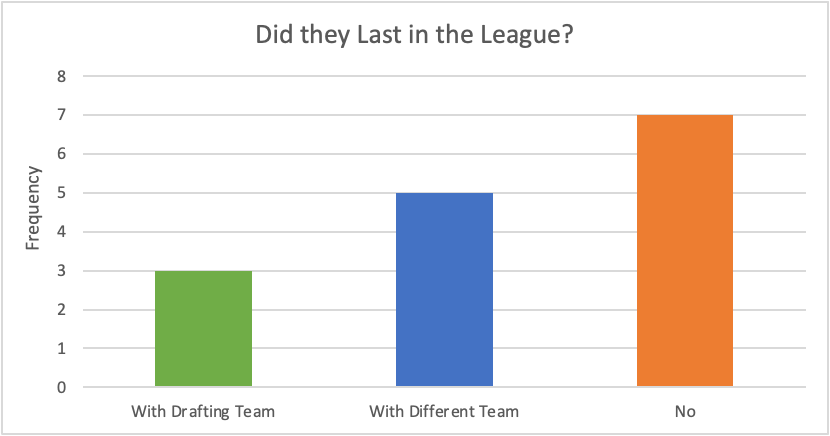 Did they Last in the League?
8
7
6
5
4
3
2
1
0
Frequency
With Drafting Team
With Different Team
No